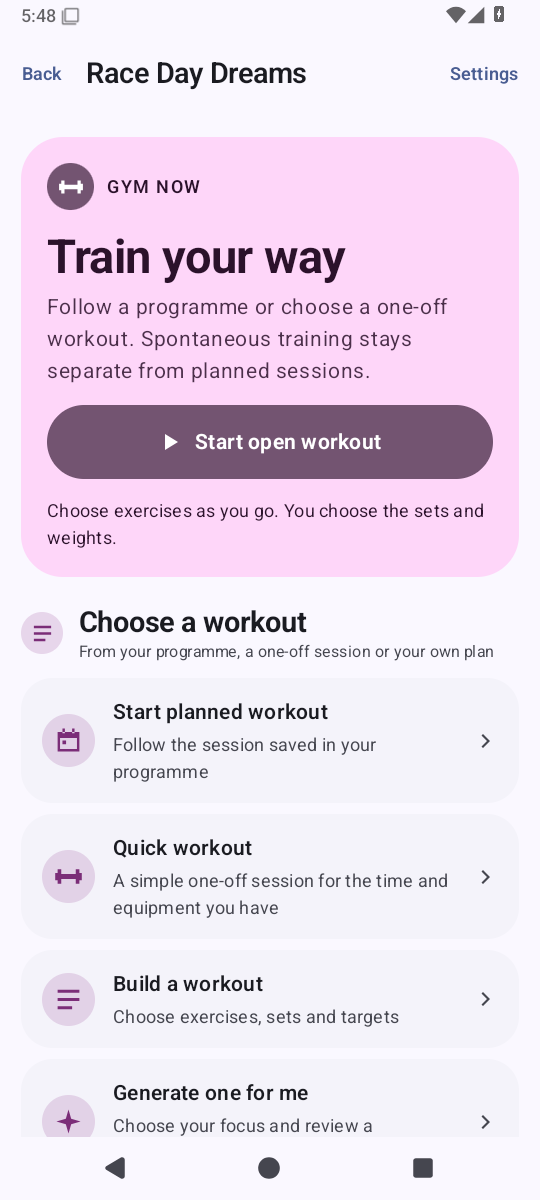 5:48
Back Race Day Dreams Settings
GYM NOW
Train your way
Follow a programme or choose a one-off
workout. Spontaneous training stays
separate from planned sessions.
Start open workout
Choose exercises as you go. You choose the sets and
weights.
Choose a workout
From your programme, a one-off session or your own plan
Start planned workout
Follow the session saved in your
programme
Quick workout
A simple one-off session for the time and
equipment you have
Build a workout
Choose exercises, sets and targets
Generate one for me
Choose your focus and review a